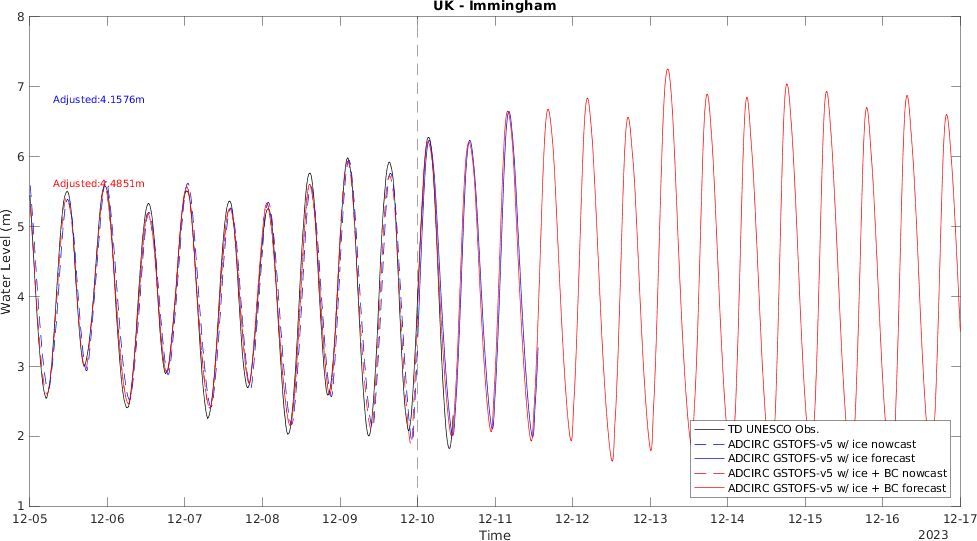 UK - Immingham
8
7
6
5
4
3
2
1
Water Level (m)
Adjusted:4.1576m
Adjusted:4.4851m
TD UNESCO Obs.
ADCIRC GSTOFS-v5 w/ ice nowcast
ADCIRC GSTOFS-v5 w/ ice forecast
ADCIRC GSTOFS-v5 w/ ice + BC nowcast
ADCIRC GSTOFS-v5 w/ ice + BC forecast
12-05 12-06 12-07 12-08 12-09 12-10 12-11 12-12 12-13 12-14 12-15 12-16 12-17
Time
2023